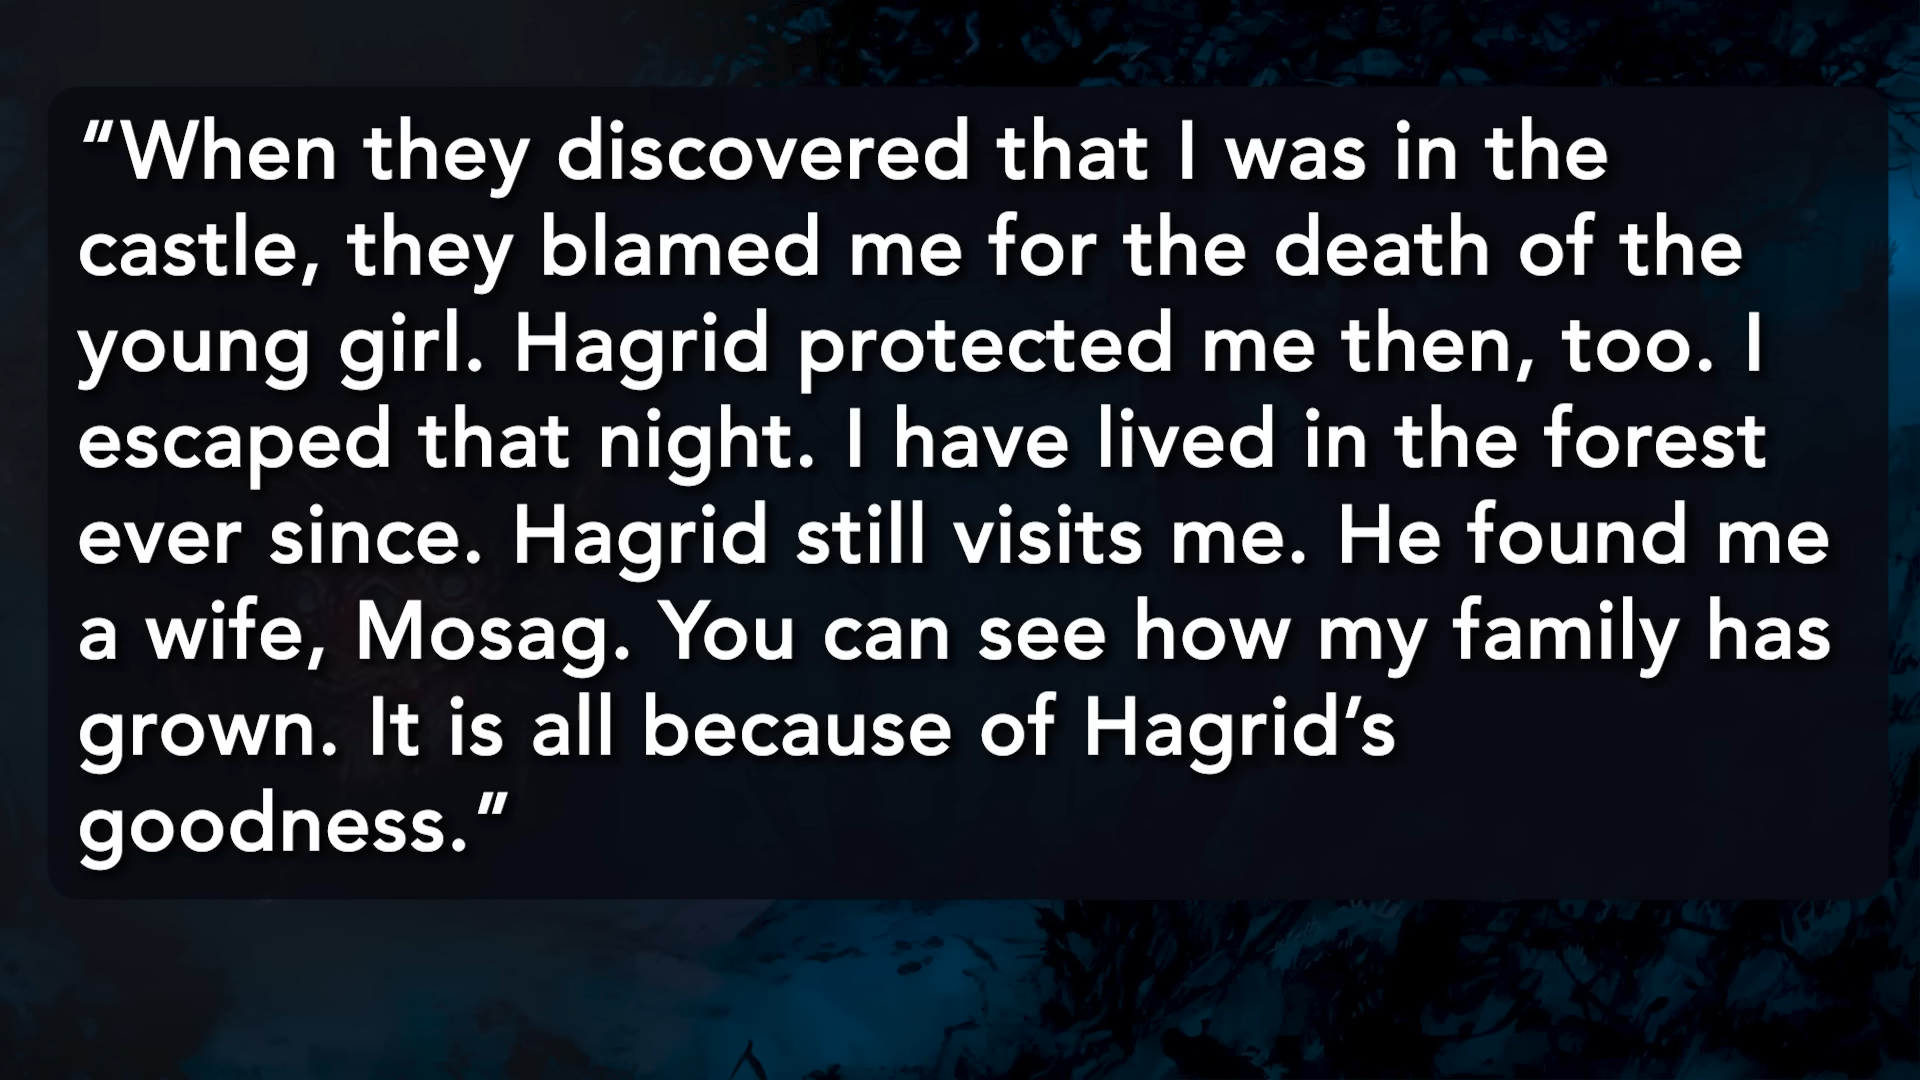 “When they discovered that I was in the
castle, they blamed me for the death of the
young girl. Hagrid protected me then, too. I
escaped that night. I have lived in the forest
ever since. Hagrid still visits me. He found me
a wife, Mosag. You can see how my family has
grown. It is all because of Hagrid’s
goodness.”